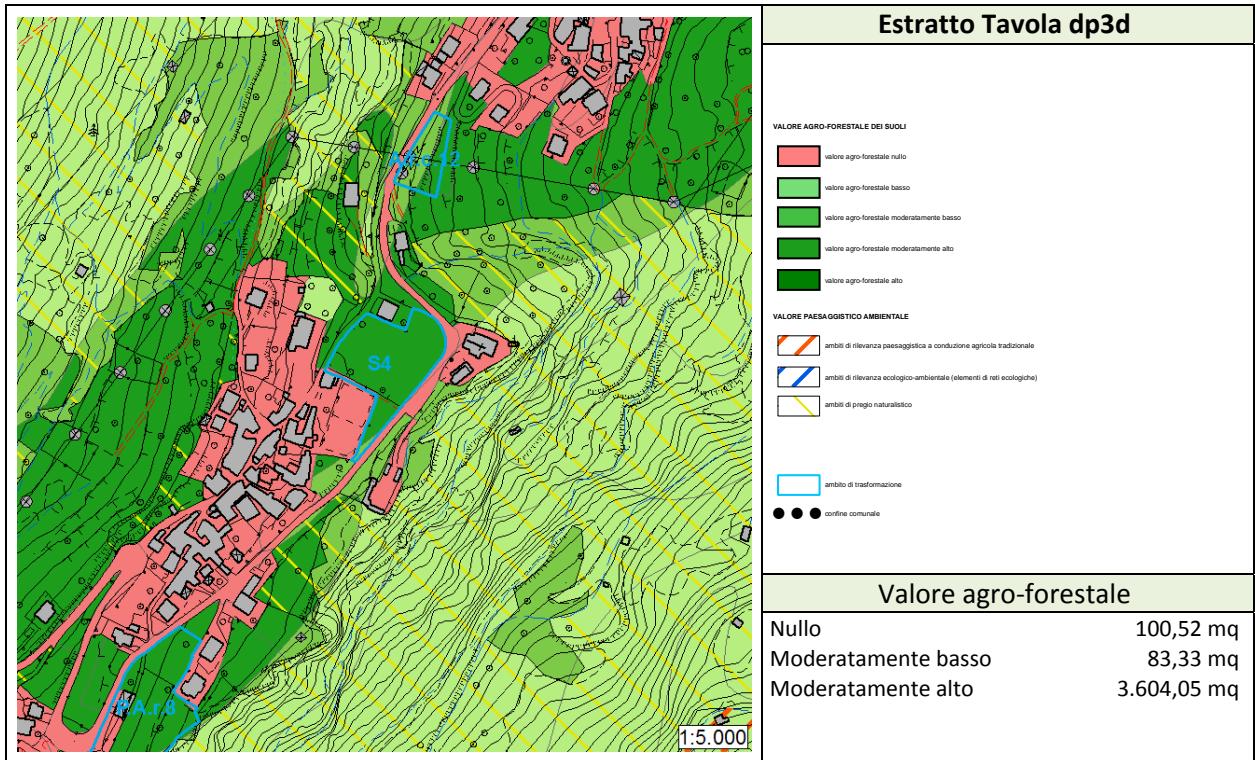 S4
P.A.r.8
1:5.000
Estratto Tavola dp3d
VALORE AGRO-FORESTALE DEI SUOLI
valore agro-forestale nullo
valore agro-forestale basso
valore agro-forestale moderatamente basso
valore agro-forestale moderatamente alto
valore agro-forestale alto
VALORE PAESAGGISTICO AMBIENTALE
ambiti di rilevanza paesaggistica a conduzione agricola tradizionale
ambiti di rilevanza ecologico-ambientale (elementi di reti ecologiche)
ambiti di pregio naturalistico
ambito di trasformazione
confine comunale
Valore agro-forestale
Nullo 100,52 mq
Moderatamente basso 83,33 mq
Moderatamente alto 3.604,05 mq